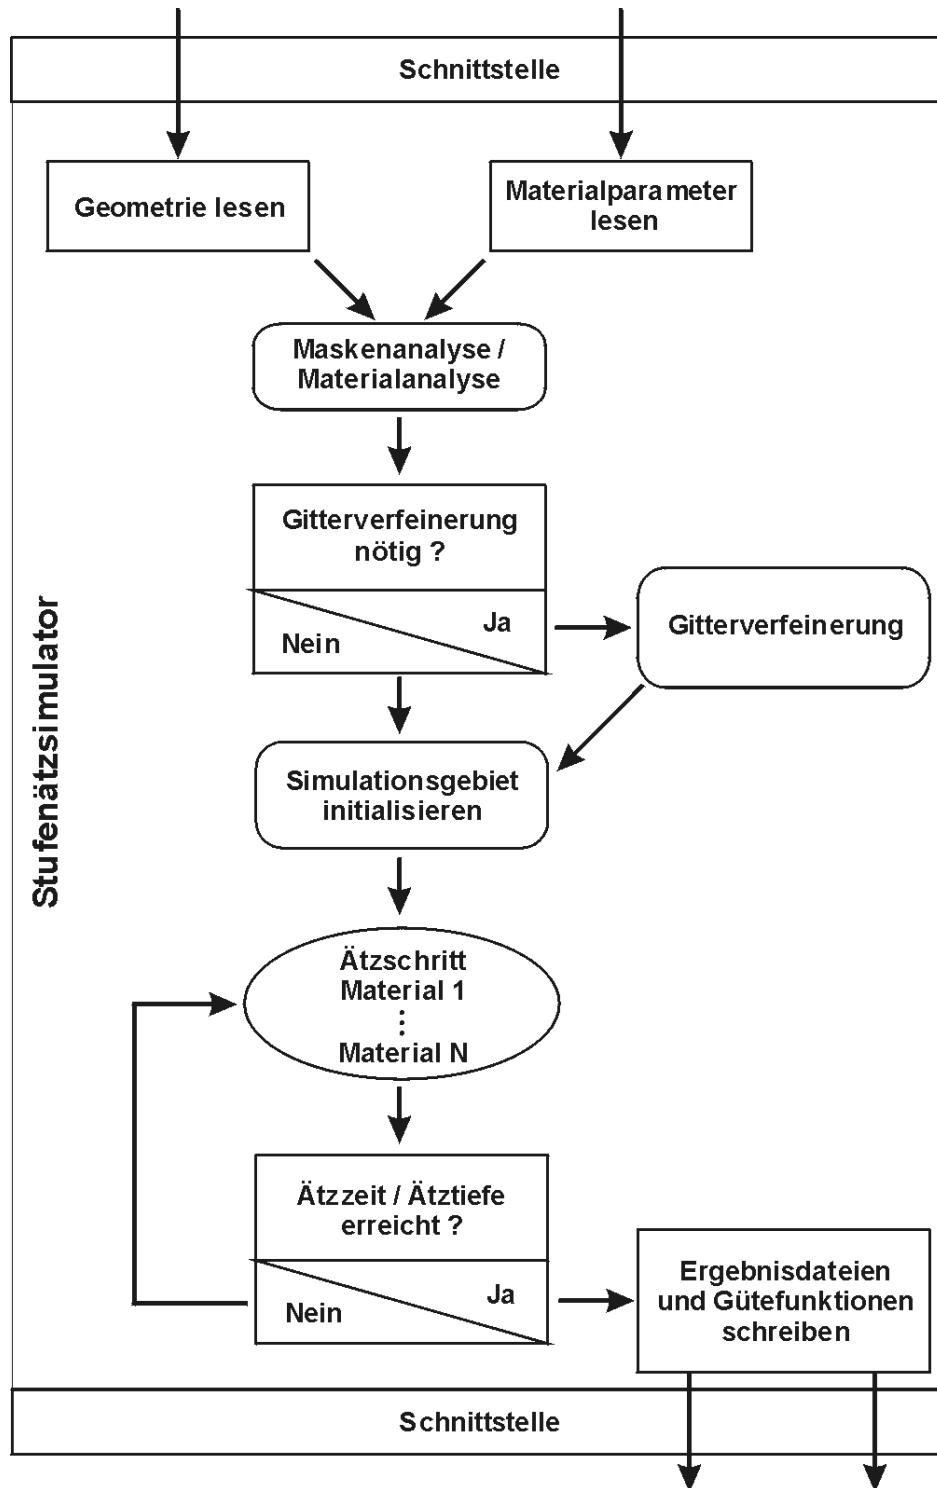 Schnittstelle
Geometrie lesen
Materialparameter
lesen
Maskenanalyse /
Materialanalyse
Gitterverfeinerung
nötig ?
Ja
Nein
Gitterverfeinerung
Stufenätzsimulator
Simulationsgebiet
initialisieren
Ätzschritt
Material 1
⋮
Material N
Ätzzeit / Ätztiefe
erreicht ?
Ja
Nein
Ergebnisdateien
und Gütefunktionen
schreiben
Schnittstelle